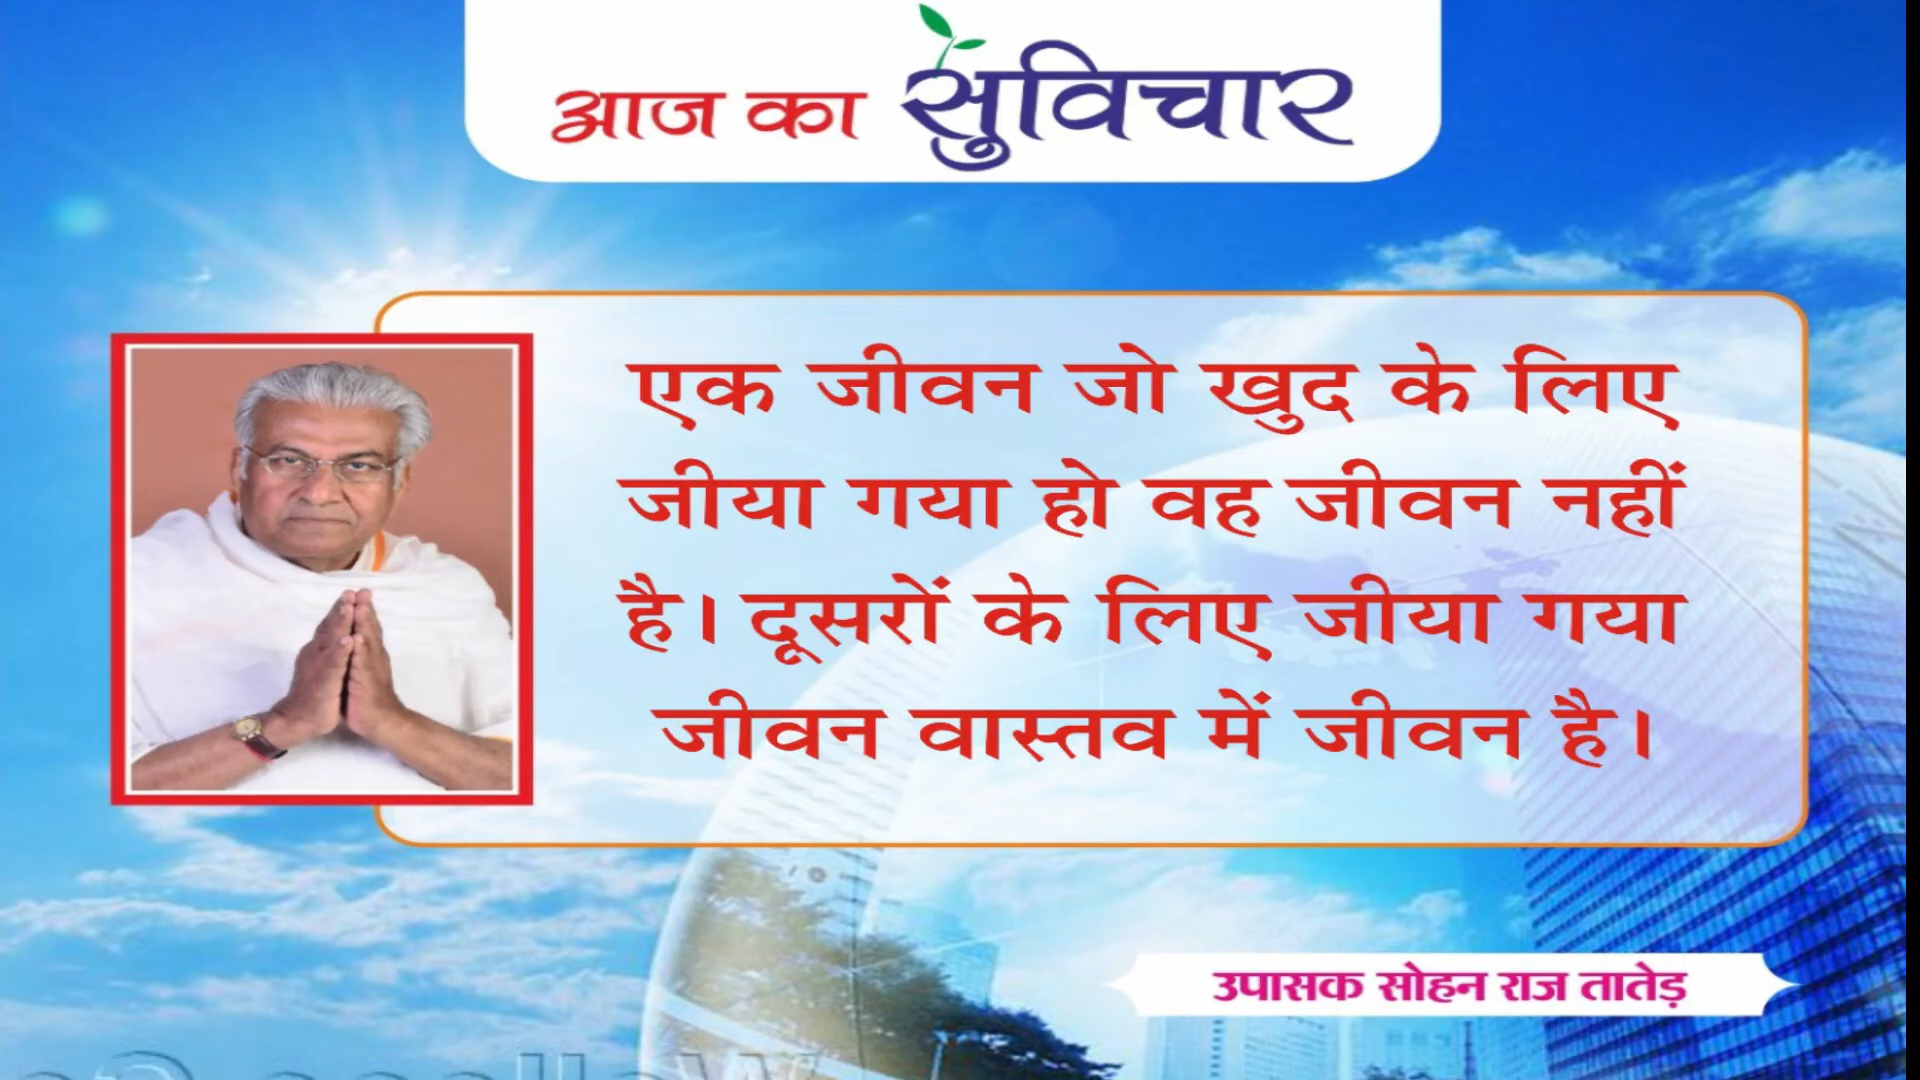 आज का सुविचार
एक जीवन जो खुद के लिए
जीया गया हो वह जीवन नहीं
है। दूसरों के लिए जीया गया
जीवन वास्तव में जीवन है।
उपासक सोहन राज तातेड़